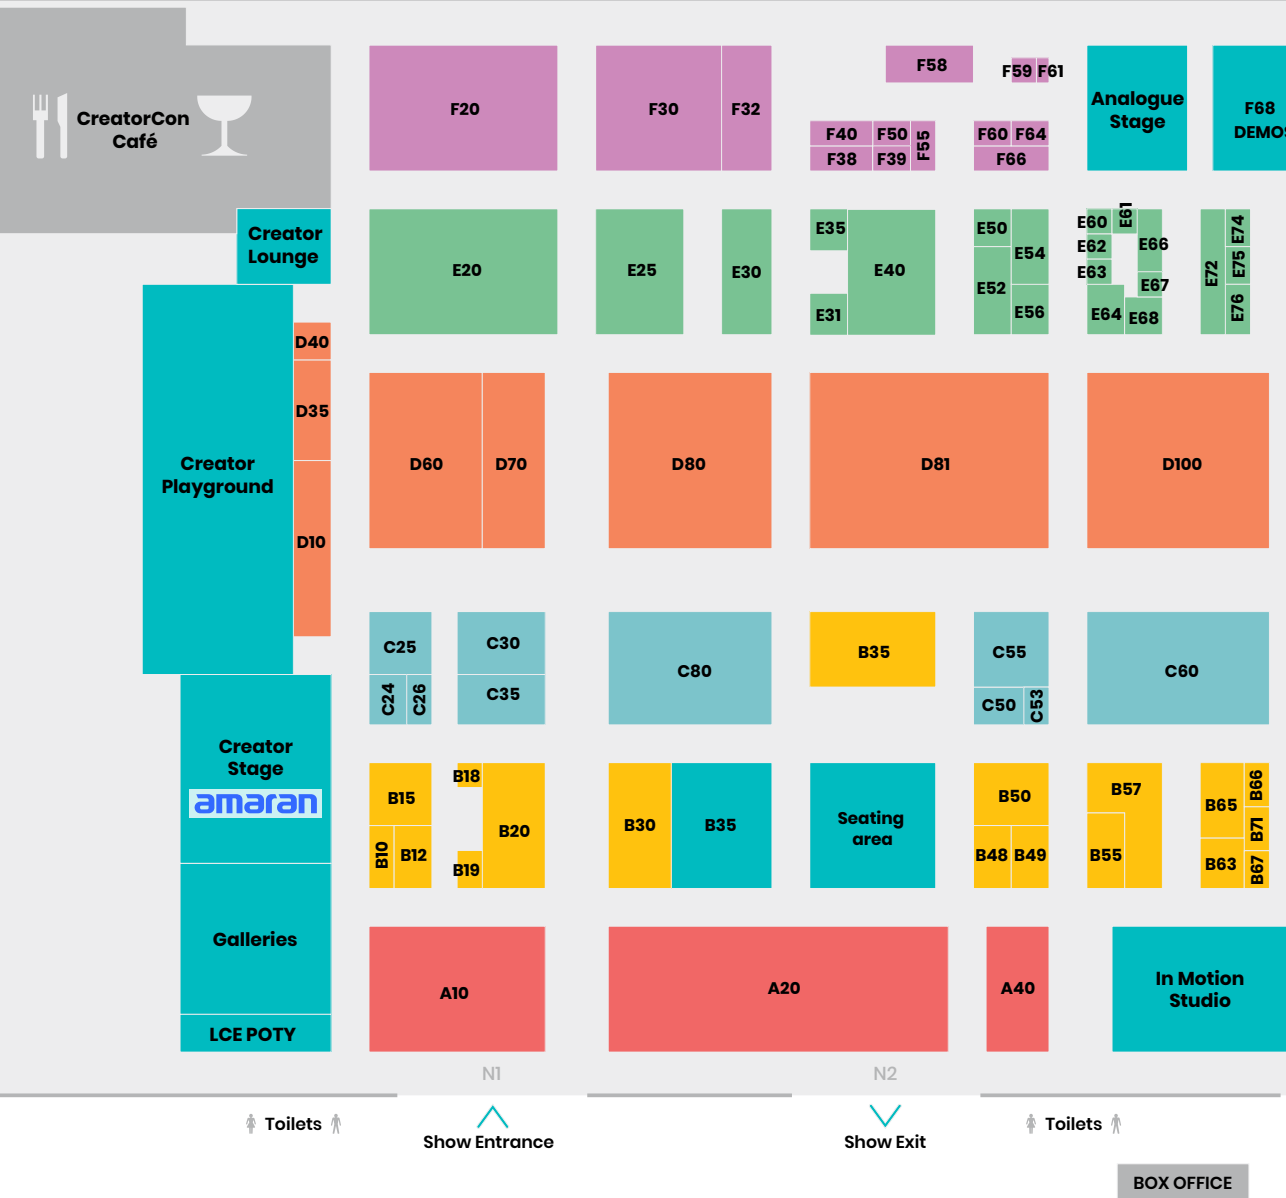 CreatorCon
Café
F20
F30
F32
F58
F59
F61
F40
F50
F55
F38
F39
F60
F64
F66
Analogue
Stage
F68
DEMOS
Creator
Lounge
E20
E25
E30
E35
E40
E31
E50
E54
E52
E56
E60
E61
E62
E66
E63
E67
E64
E68
E72
E74
E75
E76
D40
D35
D10
Creator
Playground
D60
D70
D80
D81
D100
C25
C24
C26
C30
C35
C80
B35
C55
C50
C53
C60
Creator
Stage
amaran
B15
B10
B12
B18
B19
B20
B30
B35
Seating
area
B50
B48
B49
B57
B55
B65
B66
B71
B63
B67
Galleries
LCE POTY
A10
A20
A40
In Motion
Studio
N1
N2
Toilets
Show Entrance
Show Exit
Toilets
BOX OFFICE